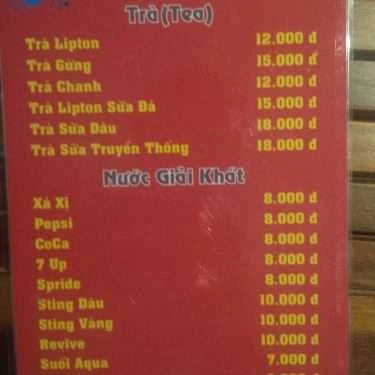 Trà (Tea)
Trà Lipton 12.000 đ
Trà Gừng 15.000 đ
Trà Chanh 12.000 đ
Trà Lipton Sữa Đá 15.000 đ
Trà Sữa Dâu 18.000 đ
Trà Sữa Truyền Thống 18.000 đ
Nước Giải Khát
Xá Xị 8.000 đ
Pepsi 8.000 đ
CoCa 8.000 đ
7 Up 8.000 đ
Spride 8.000 đ
Sting Dâu 10.000 đ
Sting Vàng 10.000 đ
Revive 10.000 đ
Suối Aqua 7.000 đ